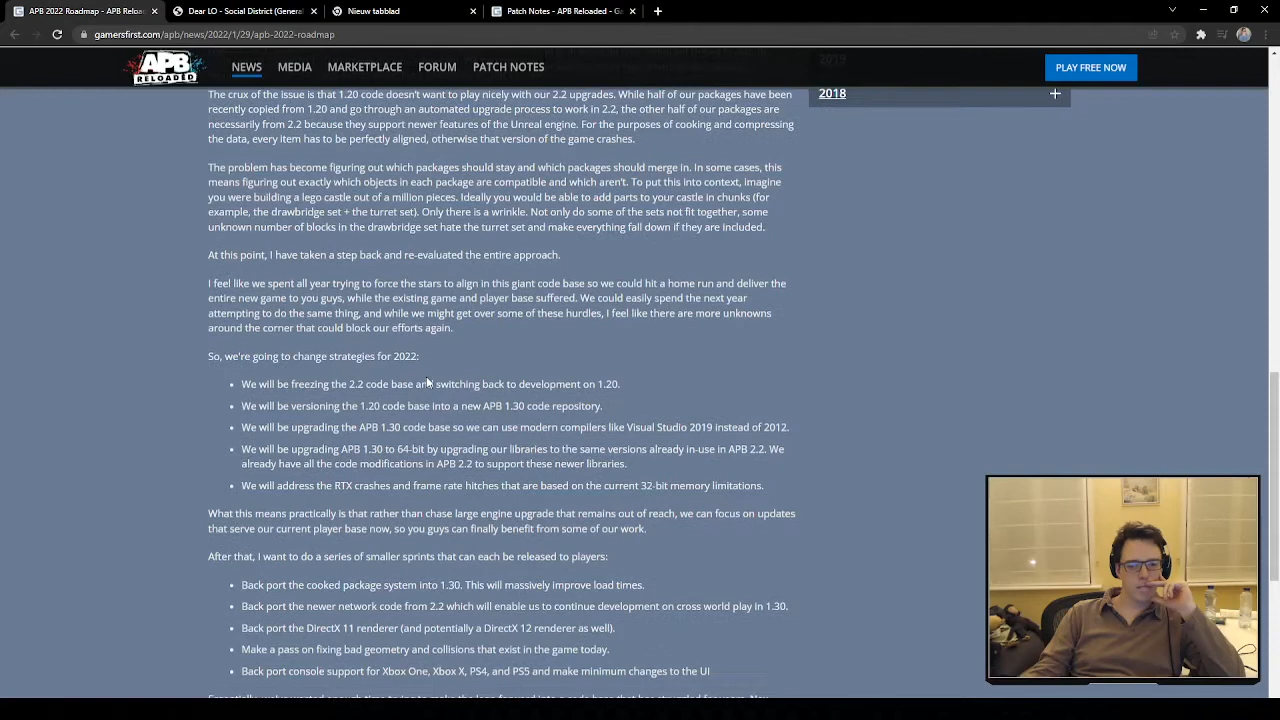 APB 2022 Roadmap - APB Reloaded
Dear LO - Social District (General
Nieuw tabblad
Patch Notes - APB Reloaded - Ga
gamersfirst.com/apb/news/2022/1/29/apb-2022-roadmap
APB
RELOADED
NEWS
MEDIA
MARKETPLACE
FORUM
PATCH NOTES
PLAY FREE NOW
2019
2018
The crux of the issue is that 1.20 code doesn't want to play nicely with our 2.2 upgrades. While half of our packages have been
recently copied from 1.20 and go through an automated upgrade process to work in 2.2, the other half of our packages are
necessarily from 2.2 because they support newer features of the Unreal engine. For the purposes of cooking and compressing
the data, every item has to be perfectly aligned, otherwise that version of the game crashes.
The problem has become figuring out which packages should stay and which packages should merge in. In some cases, this
means figuring out exactly which objects in each package are compatible and which aren't. To put this into context, imagine
you were building a lego castle out of a million pieces. Ideally you would be able to add parts to your castle in chunks (for
example, the drawbridge set + the turret set). Only there is a wrinkle. Not only do some of the sets not fit together, some
unknown number of blocks in the drawbridge set hate the turret set and make everything fall down if they are included.
At this point, I have taken a step back and re-evaluated the entire approach.
I feel like we spent all year trying to force the stars to align in this giant code base so we could hit a home run and deliver the
entire new game to you guys, while the existing game and player base suffered. We could easily spend the next year
attempting to do the same thing, and while we might get over some of these hurdles, I feel like there are more unknowns
around the corner that could block our efforts again.
So, we're going to change strategies for 2022:
• We will be freezing the 2.2 code base and switching back to development on 1.20.
• We will be versioning the 1.20 code base into a new APB 1.30 code repository.
• We will be upgrading the APB 1.30 code base so we can use modern compilers like Visual Studio 2019 instead of 2012.
• We will be upgrading APB 1.30 to 64-bit by upgrading our libraries to the same versions already in-use in APB 2.2. We
already have all the code modifications in APB 2.2 to support these newer libraries.
• We will address the RTX crashes and frame rate hitches that are based on the current 32-bit memory limitations.
What this means practically is that rather than chase large engine upgrade that remains out of reach, we can focus on updates
that serve our current player base now, so you guys can finally benefit from some of our work.
After that, I want to do a series of smaller sprints that can each be released to players:
• Back port the cooked package system into 1.30. This will massively improve load times.
• Back port the newer network code from 2.2 which will enable us to continue development on cross world play in 1.30.
• Back port the DirectX 11 renderer (and potentially a DirectX 12 renderer as well).
• Make a pass on fixing bad geometry and collisions that exist in the game today.
• Back port console support for Xbox One, Xbox X, PS4, and PS5 and make minimum changes to the UI